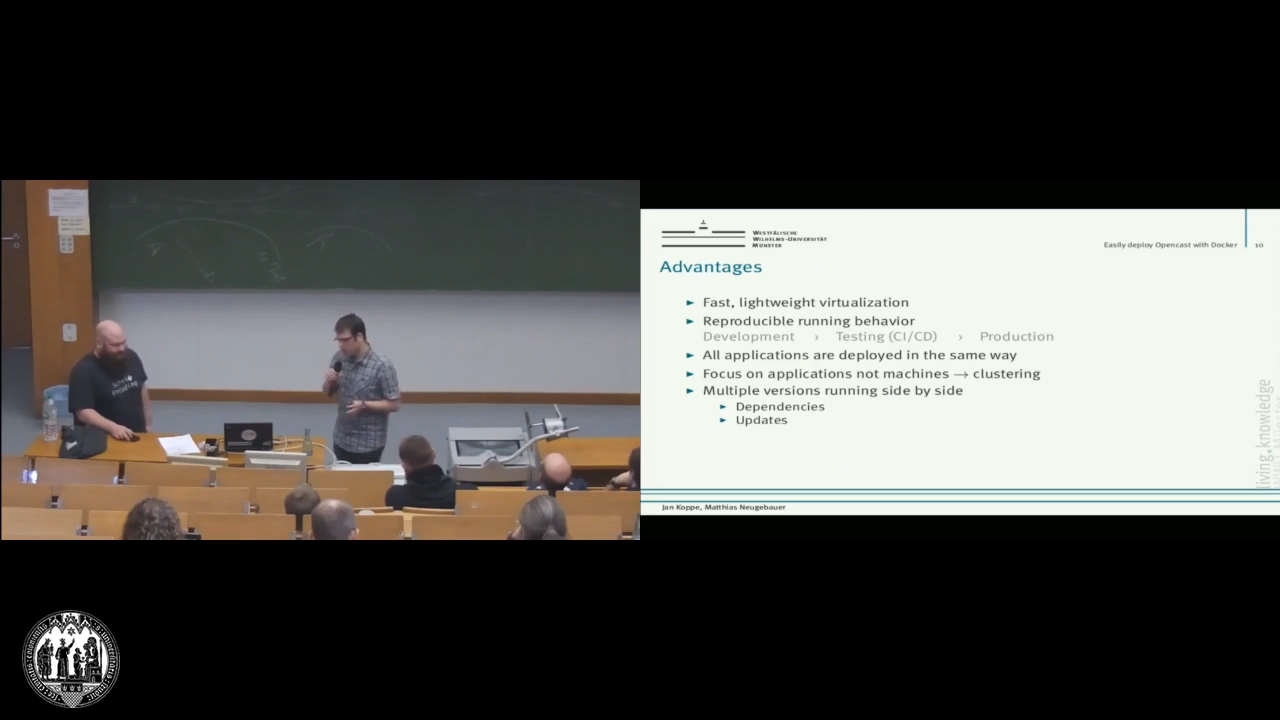 WESTFÄLISCHE
WILHELMS-UNIVERSITÄT
MÜNSTER
Easily deploy Opencast with Docker
10
Advantages
► Fast, lightweight virtualization
► Reproducible running behavior
Development › Testing (CI/CD) › Production
► All applications are deployed in the same way
► Focus on applications not machines → clustering
► Multiple versions running side by side
► Dependencies
► Updates
living.knowledge
Jan Koppe, Matthias Neugebauer